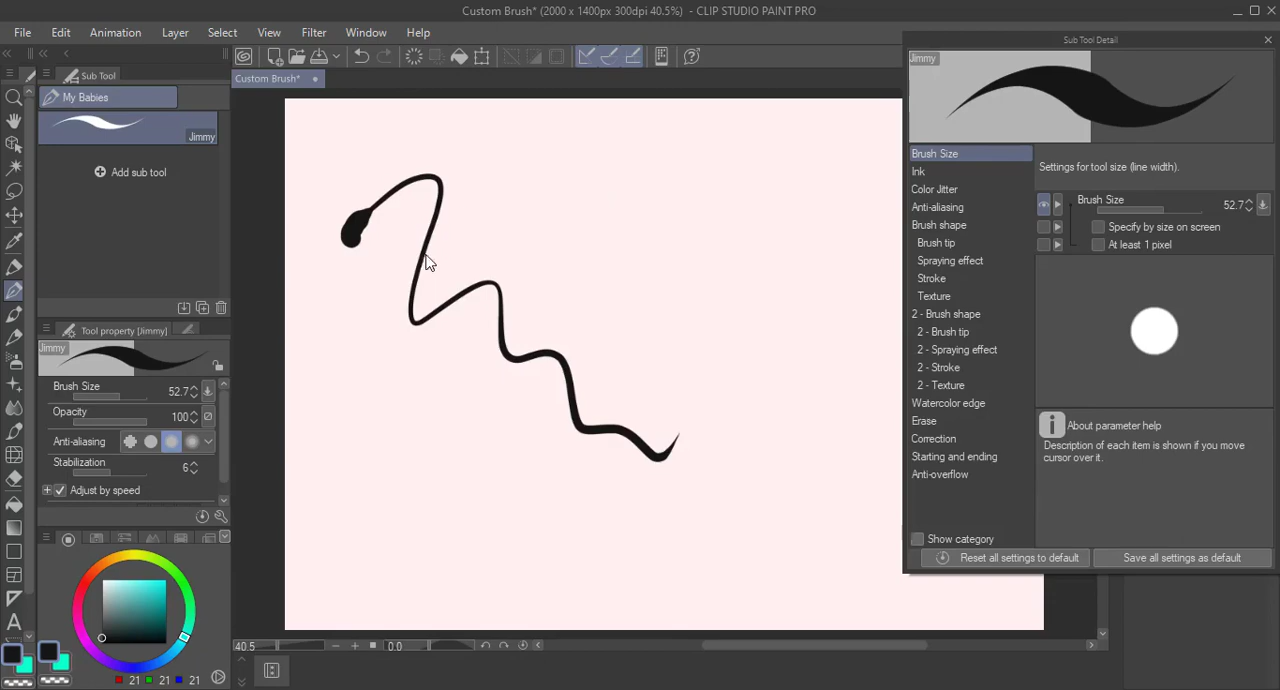 Custom Brush* (2000 x 1400px 300dpi 40.5%) - CLIP STUDIO PAINT PRO
File Edit Animation Layer Select View Filter Window Help
Sub Tool
Custom Brush*
My Babies
Jimmy
Add sub tool
Tool property [Jimmy]
Jimmy
Brush Size 52.7
Opacity 100
Anti-aliasing
Stabilization 6
Adjust by speed
21 21 21
A
40.5 0.0
Sub Tool Detail
Jimmy
Brush Size
Ink
Color Jitter
Anti-aliasing
Brush shape
Brush tip
Spraying effect
Stroke
Texture
2 - Brush shape
2 - Brush tip
2 - Spraying effect
2 - Stroke
2 - Texture
Watercolor edge
Erase
Correction
Starting and ending
Anti-overflow
Show category
Settings for tool size (line width).
Brush Size 52.7
Specify by size on screen
At least 1 pixel
About parameter help
Description of each item is shown if you move
cursor over it.
Reset all settings to default
Save all settings as default